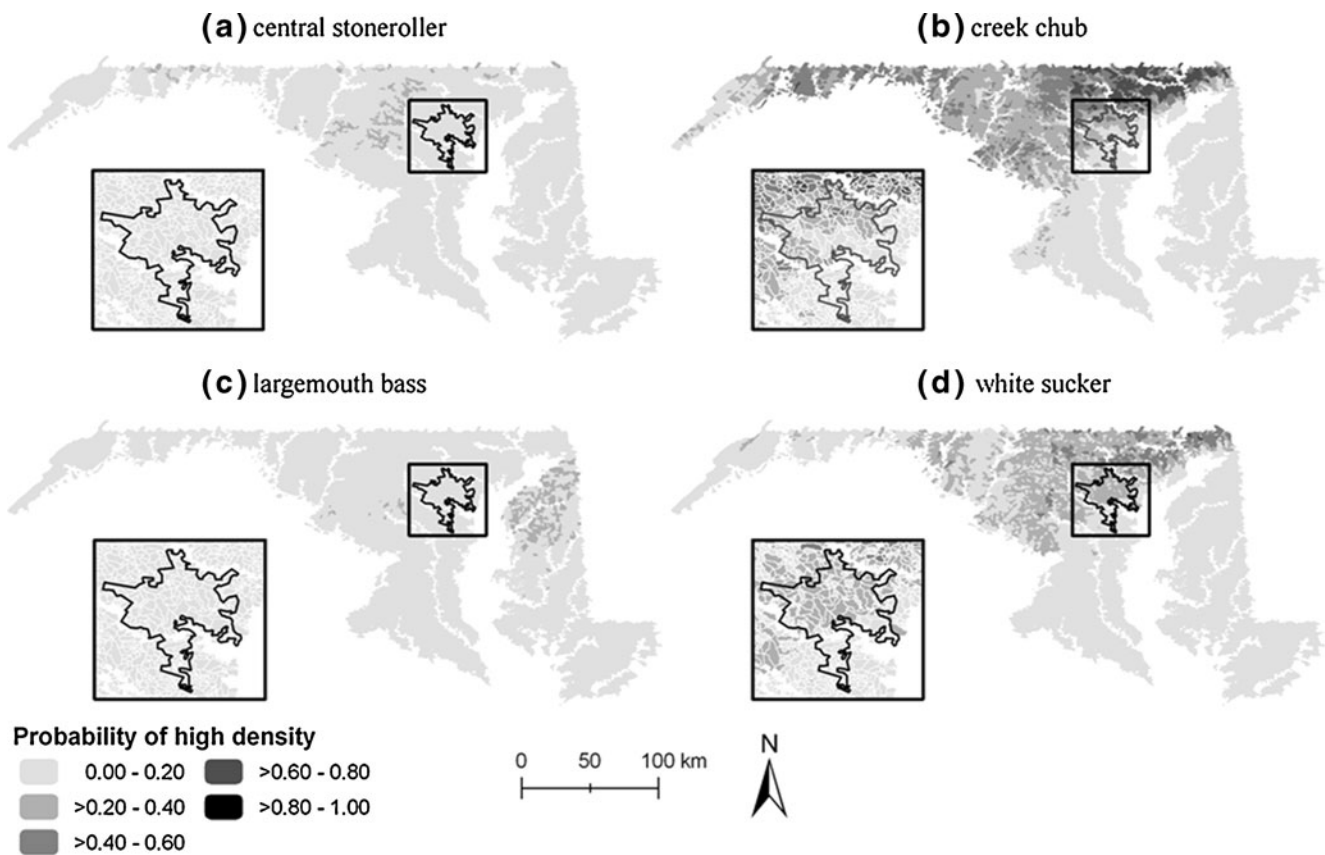 (a) central stoneroller
(b) creek chub
(c) largemouth bass
(d) white sucker
Probability of high density
0.00 - 0.20
>0.20 - 0.40
>0.40 - 0.60
>0.60 - 0.80
>0.80 - 1.00
0 50 100 km
N